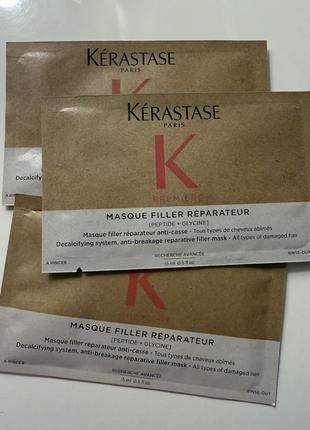 KÉRASTASE
PARIS
K
Decalcifying
À RINCER
KÉRASTASE
PARIS
K
PREMIÈRE
MASQUE FILLER RÉPARATEUR
[PEPTIDE + GLYCINE]
Masque filler réparateur anti-casse - Tous types de cheveux abîmés
Decalcifying system, anti-breakage reparative filler mask - All types of damaged hair
À RINCER
RECHERCHE AVANCÉE
15 ml (0.5 fl oz)
RINSE-OUT
MASQUE FILLER RÉPARATEUR
[PEPTIDE + GLYCINE]
Masque filler réparateur anti-casse - Tous types de cheveux abîmés
Decalcifying system, anti-breakage reparative filler mask - All types of damaged hair
À RINCER
RECHERCHE AVANCÉE
15 ml (0.5 fl oz)
RINSE-OUT